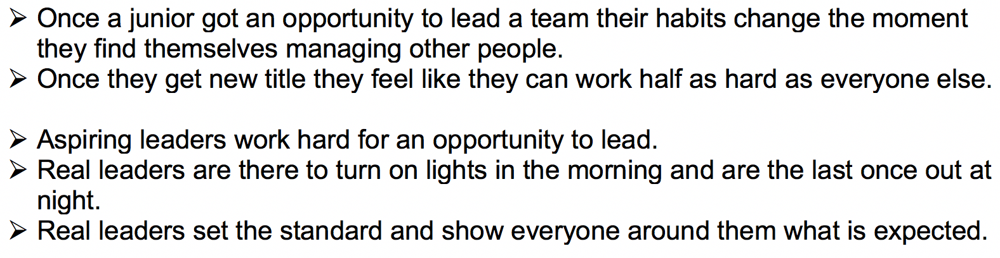 ➢ Once a junior got an opportunity to lead a team their habits change the moment
they find themselves managing other people.
➢ Once they get new title they feel like they can work half as hard as everyone else.
➢ Aspiring leaders work hard for an opportunity to lead.
➢ Real leaders are there to turn on lights in the morning and are the last once out at
night.
➢ Real leaders set the standard and show everyone around them what is expected.